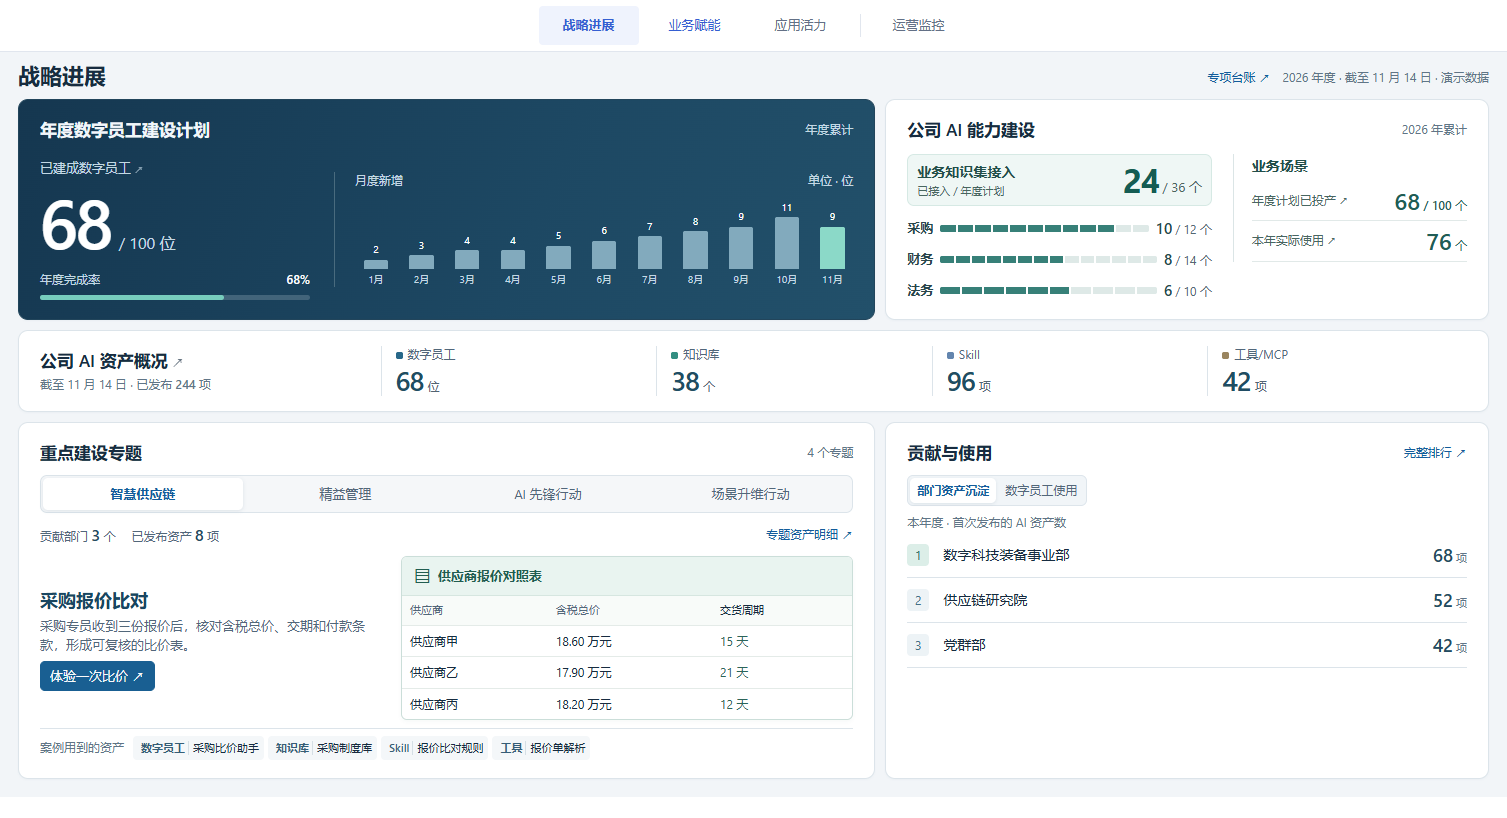 战略进展
业务赋能
应用活力
运营监控
战略进展
专项台账 ↗ 2026 年度 · 截至 11 月 14 日 · 演示数据
年度数字员工建设计划
年度累计
已建成数字员工 ↗
68 / 100 位
年度完成率 68%
月度新增
单位 · 位
2 3 4 4 5 6 7 8 9 11 9
1月 2月 3月 4月 5月 6月 7月 8月 9月 10月 11月
公司 AI 能力建设
2026 年累计
业务知识集接入
已接入 / 年度计划
24 / 36 个
采购 10 / 12 个
财务 8 / 14 个
法务 6 / 10 个
业务场景
年度计划已投产 ↗ 68 / 100 个
本年实际使用 ↗ 76 个
公司 AI 资产概况 ↗
截至 11 月 14 日 · 已发布 244 项
数字员工
68 位
知识库
38 个
Skill
96 项
工具/MCP
42 项
重点建设专题
4 个专题
智慧供应链
精益管理
AI 先锋行动
场景升维行动
贡献部门 3 个 已发布资产 8 项
专题资产明细 ↗
采购报价比对
采购专员收到三份报价后，核对含税总价、交期和付款条
款，形成可复核的比价表。
体验一次比价 ↗
供应商报价对照表
供应商 含税总价 交货周期
供应商甲 18.60 万元 15 天
供应商乙 17.90 万元 21 天
供应商丙 18.20 万元 12 天
案例用到的资产 数字员工 采购比价助手 知识库 采购制度库 Skill 报价比对规则 工具 报价单解析
贡献与使用
完整排行 ↗
部门资产沉淀
数字员工使用
本年度 · 首次发布的 AI 资产数
1 数字科技装备事业部 68 项
2 供应链研究院 52 项
3 党群部 42 项